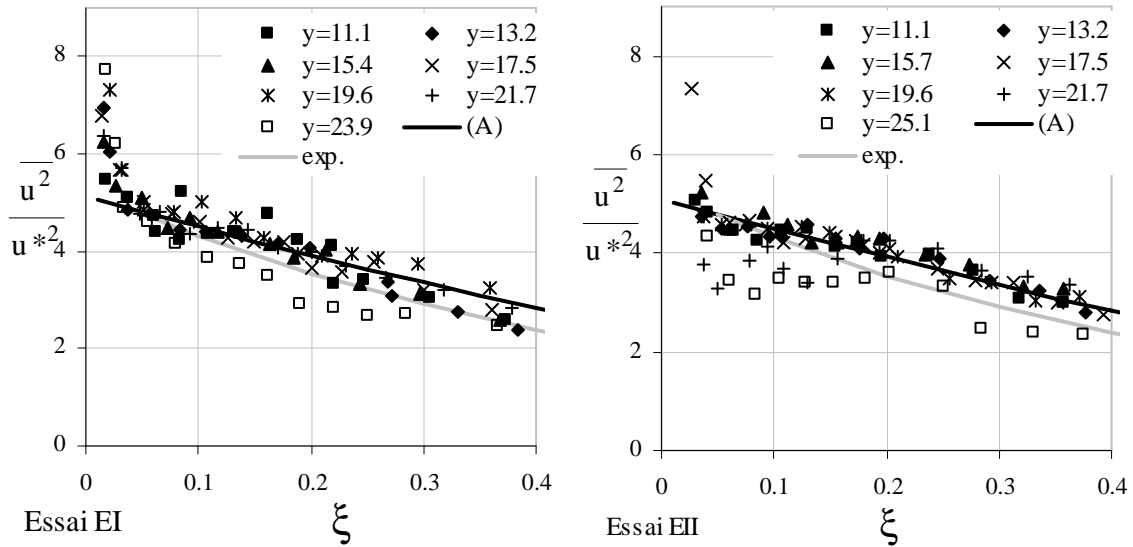 y=11.1 y=13.2
y=15.4 y=17.5
y=19.6 y=21.7
y=23.9 (A)
exp.
8
6
4
2
0
u²
u*²
0 0.1 0.2 0.3 0.4
Essai EI ξ
y=11.1 y=13.2
y=15.7 y=17.5
y=19.6 y=21.7
y=25.1 (A)
exp.
8
6
4
2
0
u²
u*²
0 0.1 0.2 0.3 0.4
Essai EII ξ